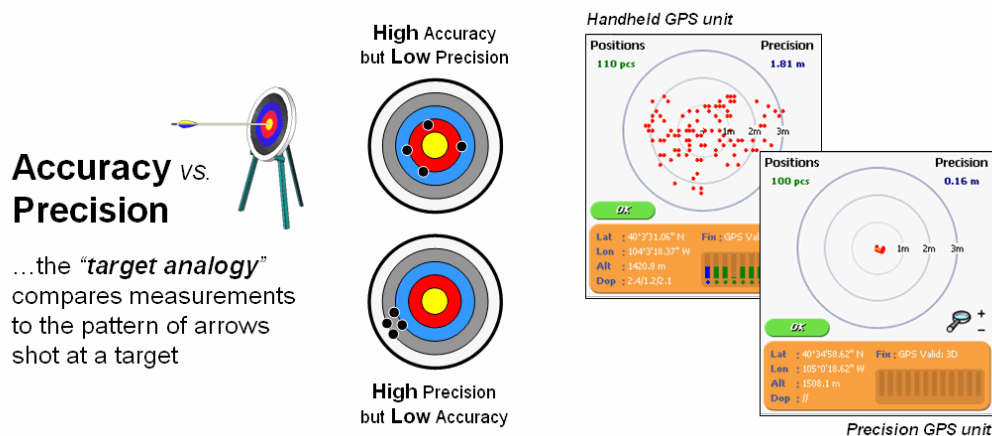 Accuracy VS.
Precision
…the “target analogy”
compares measurements
to the pattern of arrows
shot at a target
High Accuracy
but Low Precision
High Precision
but Low Accuracy
Handheld GPS unit
Positions Precision
110 pcs 1.81 m
1m 2m 3m
OK
Lat : 40°3'31.06" N Fix : GPS Val
Lon : 104°3'18.37" W
Alt : 1420.8 m
Dop : 2.4/1.2/2.1
Positions Precision
100 pcs 0.16 m
1m 2m 3m
+
−
OK
Lat : 40°34'58.62" N Fix : GPS Valid: 3D
Lon : 105°0'18.62" W
Alt : 1508.1 m
Dop : //
Precision GPS unit